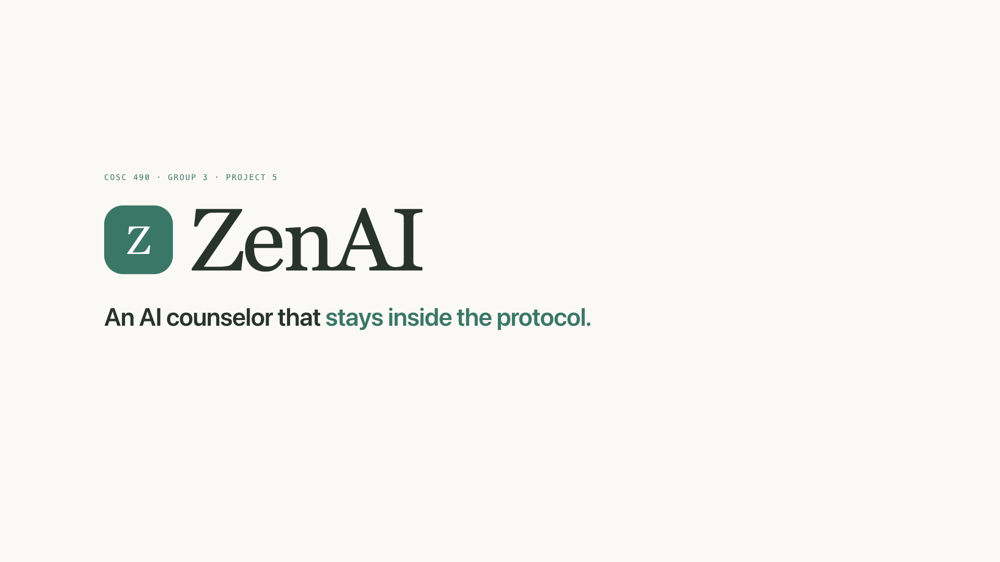 COSC 490 · GROUP 3 · PROJECT 5
Z ZenAI
An AI counselor that stays inside the protocol.